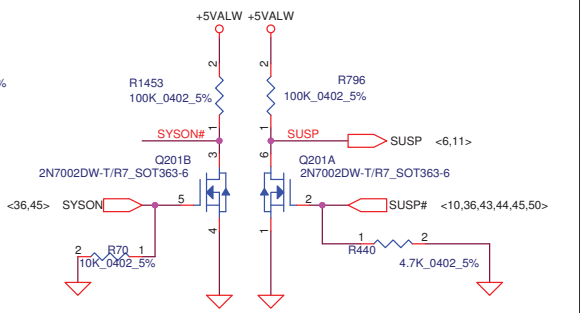 +5VALW +5VALW
%
2
2
R1453
100K_0402_5%
R796
100K_0402_5%
1
1
SYSON#
SUSP
SUSP <6,11>
3
6
Q201B
2N7002DW-T/R7_SOT363-6
Q201A
2N7002DW-T/R7_SOT363-6
<36,45> SYSON
5
2
SUSP# <10,36,43,44,45,50>
4
1
2 R70 1
10K_0402_5%
1 2
R440
4.7K_0402_5%